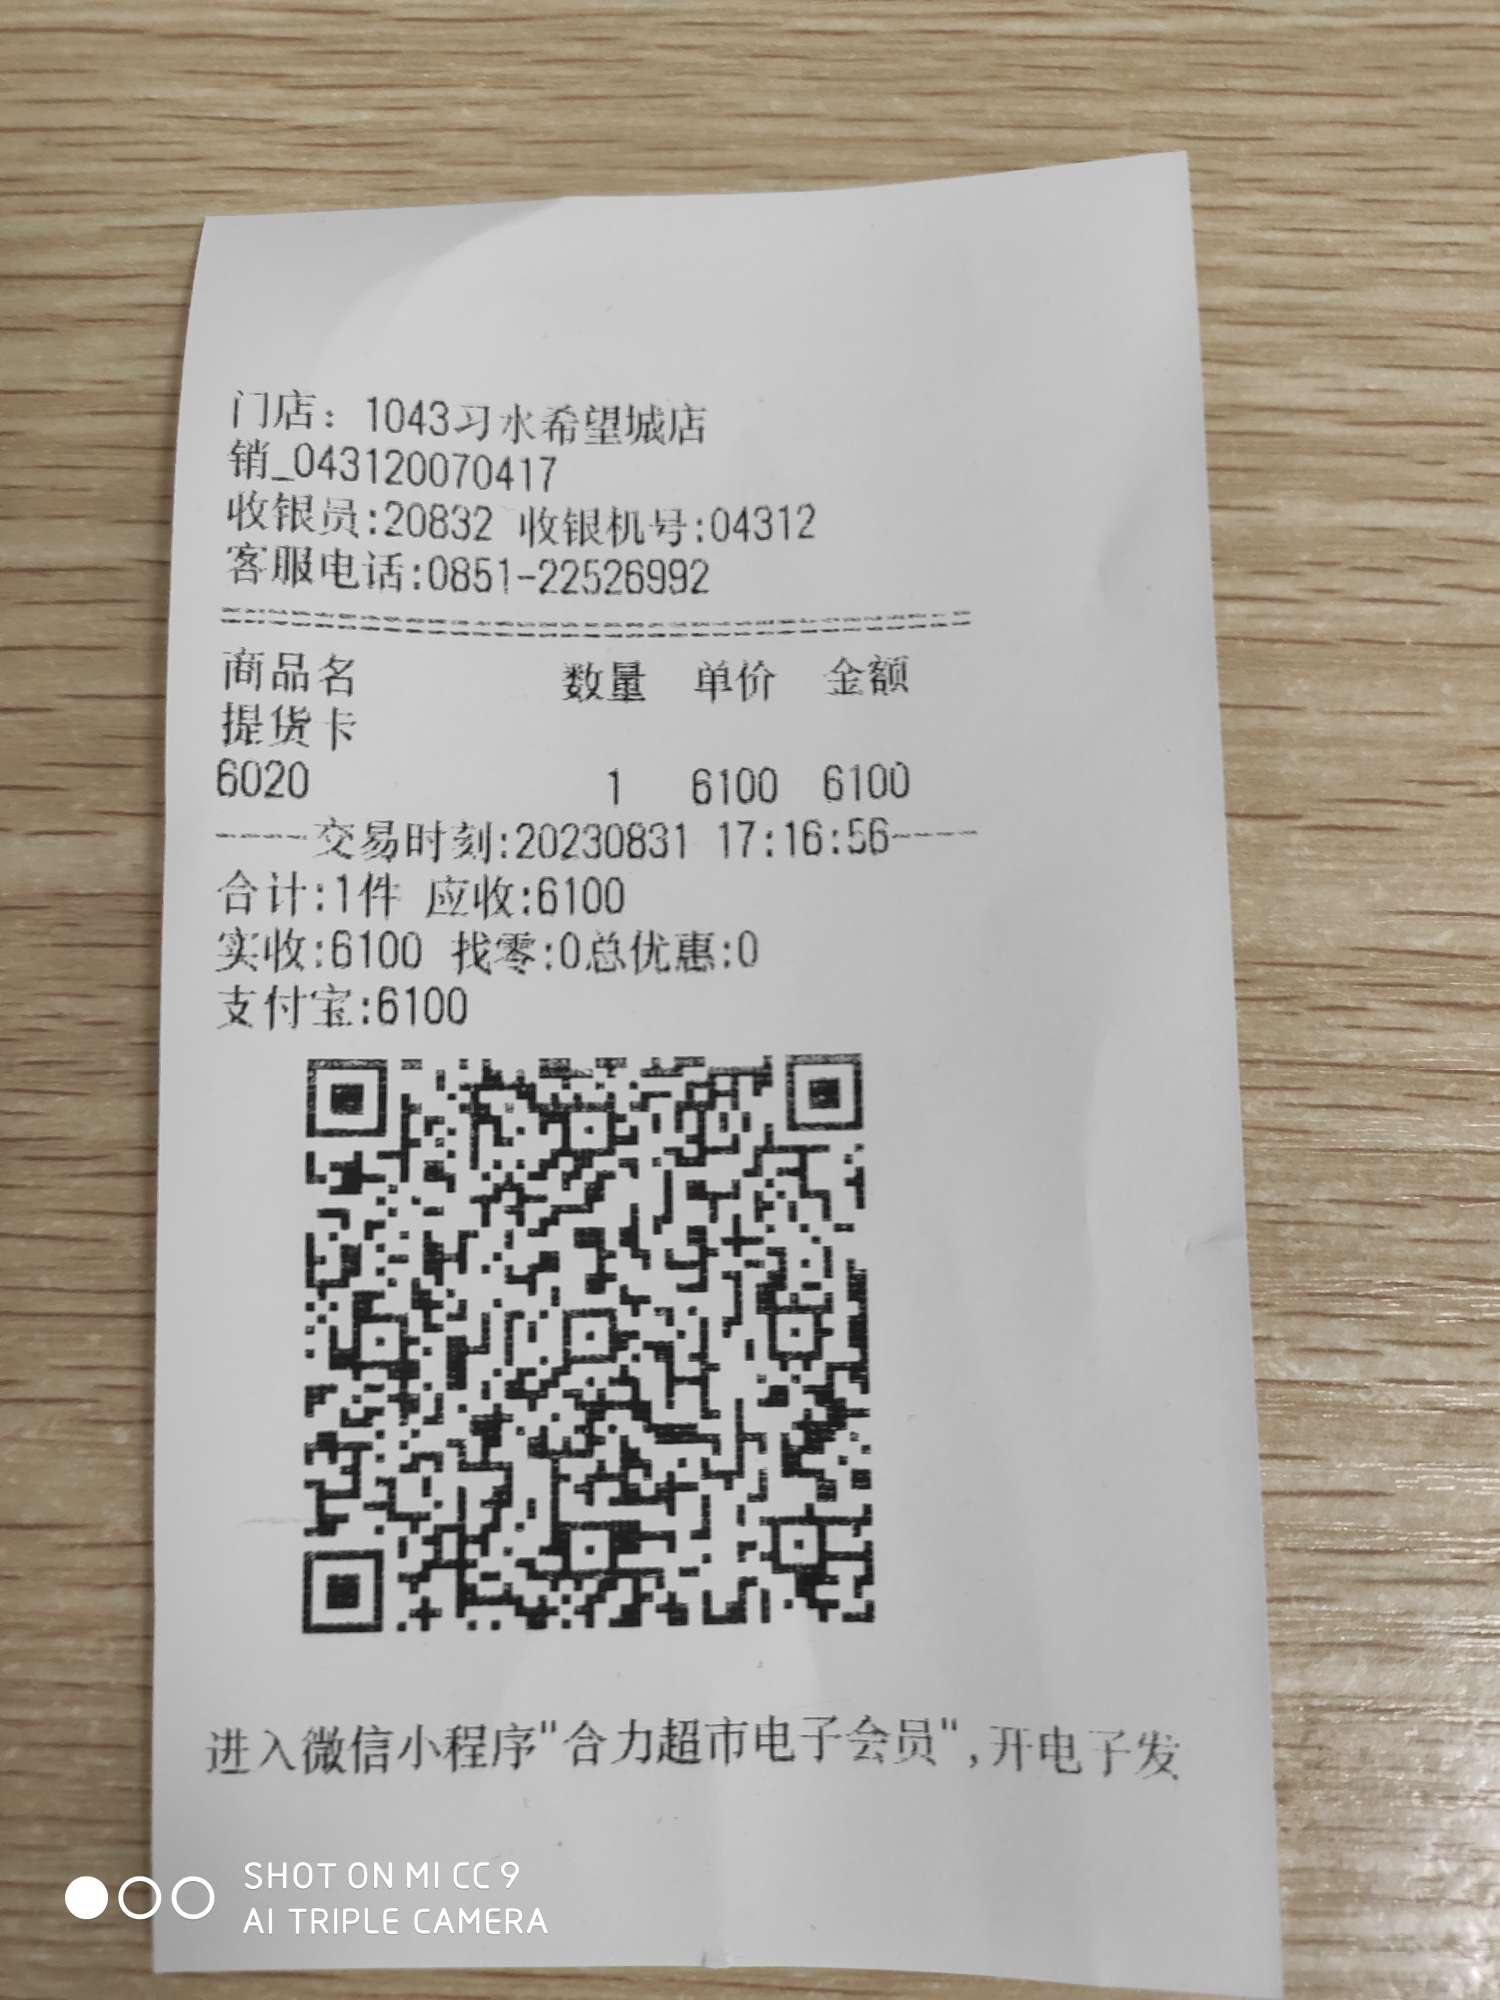 门店：1043习水希望城店
销_043120070417
收银员:20832 收银机号:04312
客服电话:0851-22526992
商品名 数量 单价 金额
提货卡
6020 1 6100 6100
----交易时刻:20230831 17:16:56----
合计:1件 应收:6100
实收:6100 找零:0总优惠:0
支付宝:6100
进入微信小程序"合力超市电子会员",开电子发
SHOT ON MI CC 9
AI TRIPLE CAMERA